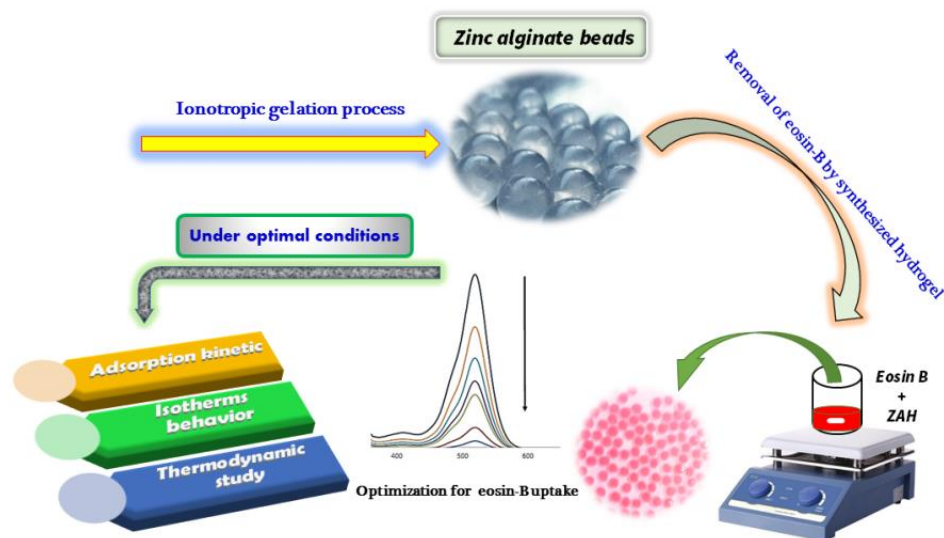 Zinc alginate beads
Ionotropic gelation process
Removal of eosin-B by synthesized hydrogel
Under optimal conditions
Adsorption kinetic
Isotherms
behavior
Thermodynamic
study
400
500
600
Optimization for eosin-B uptake
Eosin B
+
ZAH